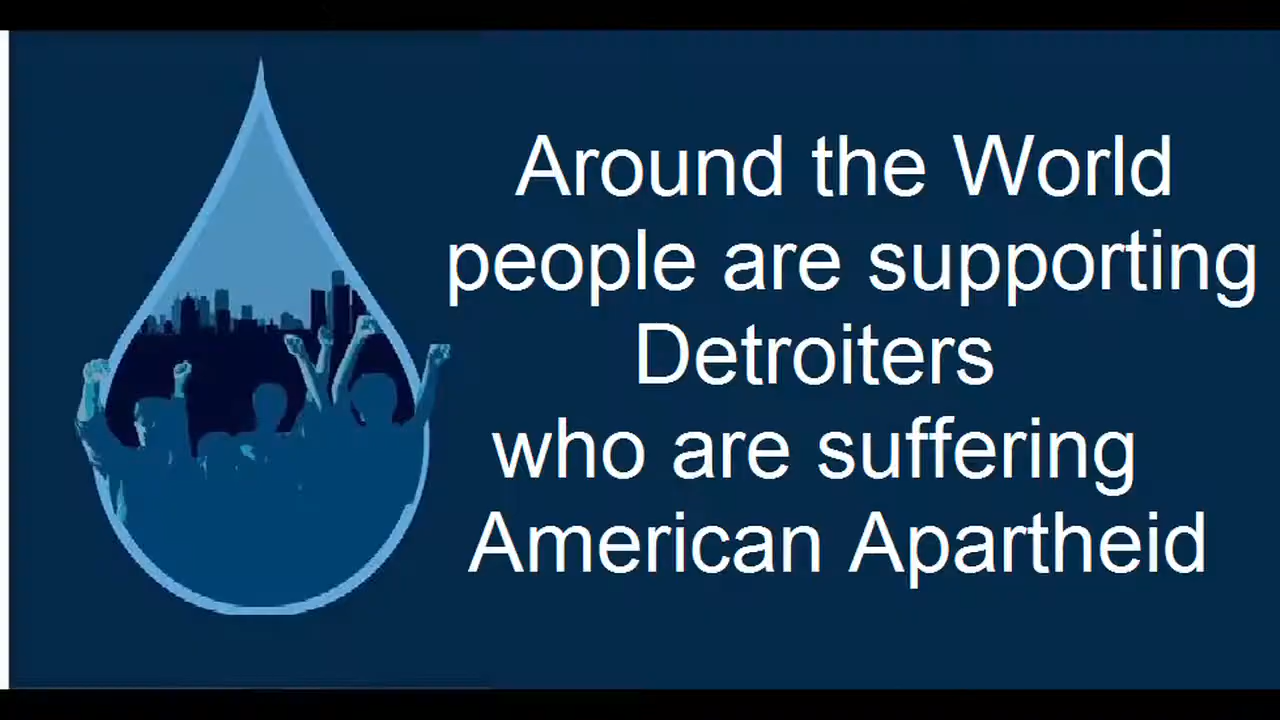 Around the World
people are supporting
Detroiters
who are suffering
American Apartheid